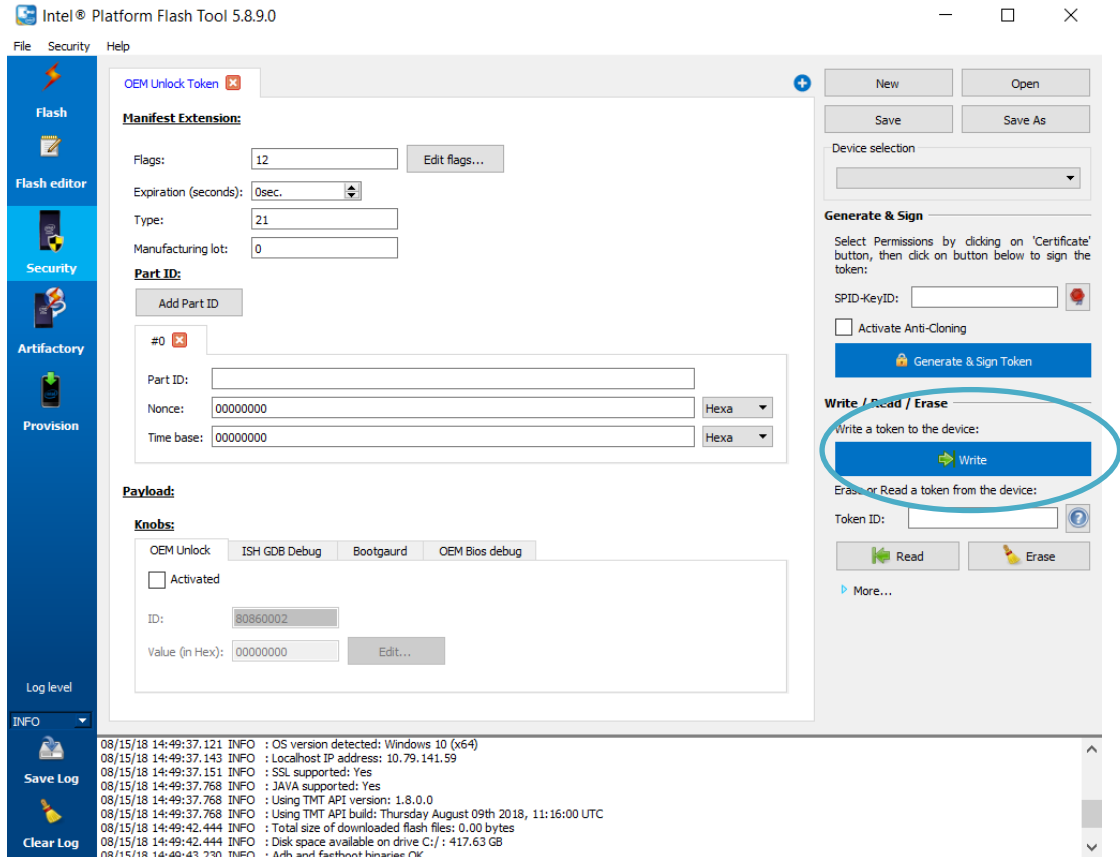 Intel® Platform Flash Tool 5.8.9.0
File Security Help
Flash
Flash editor
Security
Artifactory
Provision
Log level
INFO
Save Log
Clear Log
OEM Unlock Token
Manifest Extension:
Flags: 12 Edit flags...
Expiration (seconds): 0sec.
Type: 21
Manufacturing lot: 0
Part ID:
Add Part ID
#0
Part ID:
Nonce: 00000000 Hexa
Time base: 00000000 Hexa
Payload:
Knobs:
OEM Unlock ISH GDB Debug Bootgaurd OEM Bios debug
Activated
ID: 80860002
Value (in Hex): 00000000 Edit...
New Open
Save Save As
Device selection
Generate & Sign
Select Permissions by clicking on 'Certificate'
button, then click on button below to sign the
token:
SPID-KeyID:
Activate Anti-Cloning
Generate & Sign Token
Write / Read / Erase
Write a token to the device:
Write
Erase or Read a token from the device:
Token ID:
Read Erase
More...
08/15/18 14:49:37.121 INFO : OS version detected: Windows 10 (x64)
08/15/18 14:49:37.143 INFO : Localhost IP address: 10.79.141.59
08/15/18 14:49:37.151 INFO : SSL supported: Yes
08/15/18 14:49:37.768 INFO : JAVA supported: Yes
08/15/18 14:49:37.768 INFO : Using TMT API version: 1.8.0.0
08/15/18 14:49:37.768 INFO : Using TMT API build: Thursday August 09th 2018, 11:16:00 UTC
08/15/18 14:49:42.444 INFO : Total size of downloaded flash files: 0.00 bytes
08/15/18 14:49:42.444 INFO : Disk space available on drive C:/ : 417.63 GB
08/15/18 14:49:43.230 INFO : Adb and fastboot binaries OK